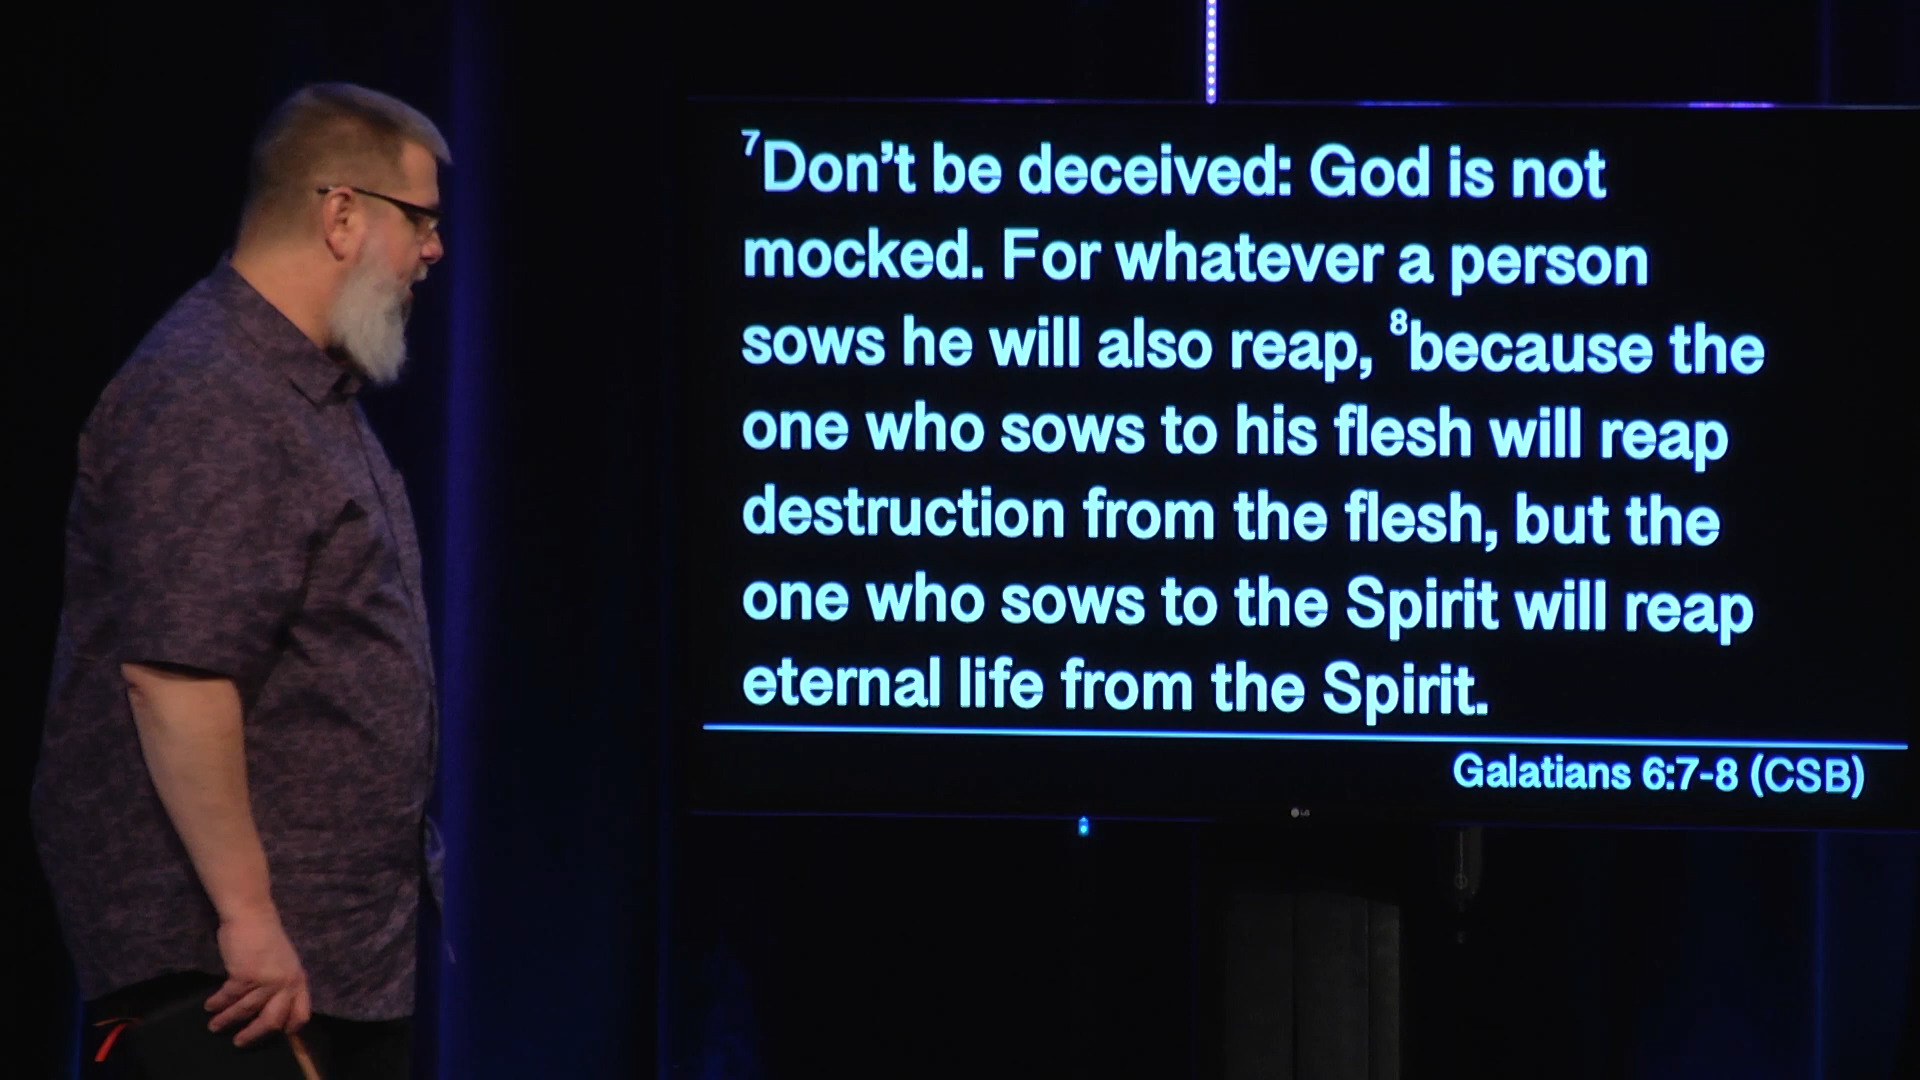 ⁷Don’t be deceived: God is not
mocked. For whatever a person
sows he will also reap, ⁸because the
one who sows to his flesh will reap
destruction from the flesh, but the
one who sows to the Spirit will reap
eternal life from the Spirit.
Galatians 6:7-8 (CSB)
LG